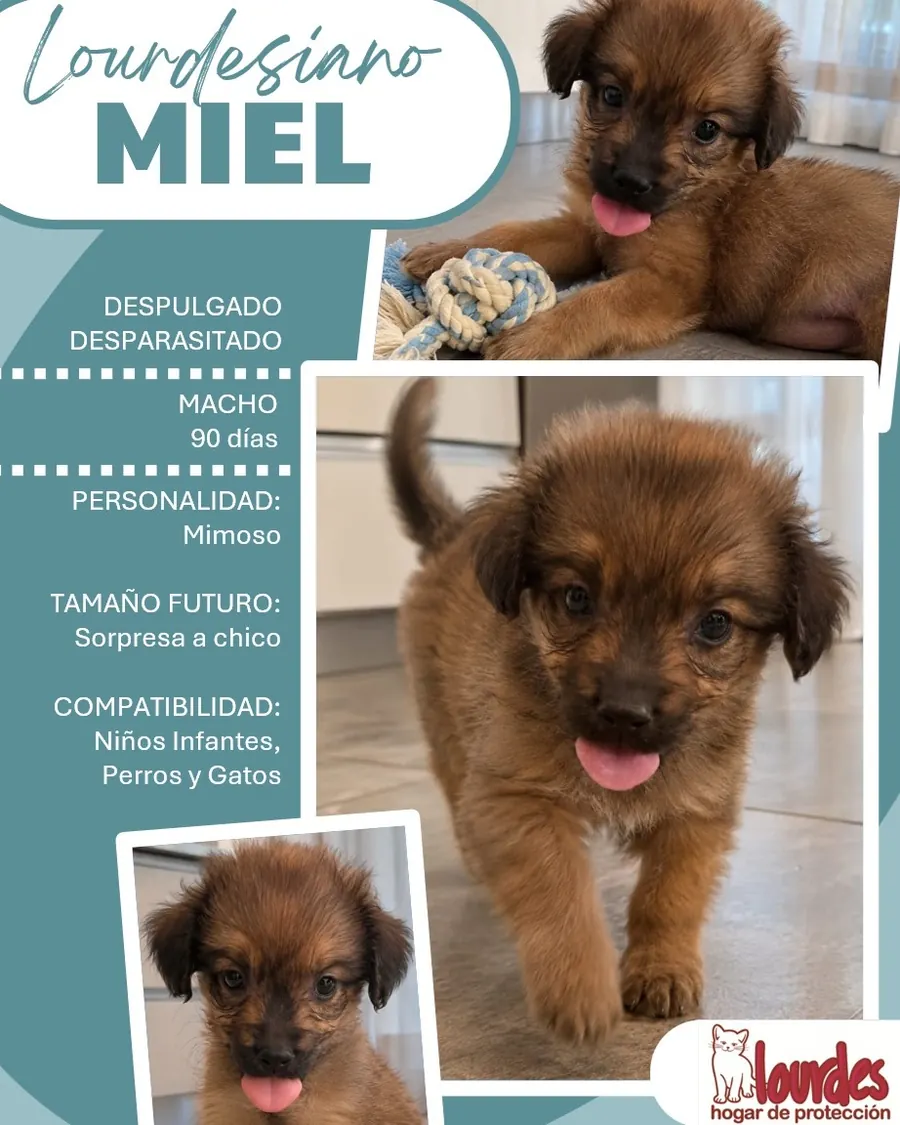 Lourdesiano
MIEL
DESPULGADO
DESPARASITADO
MACHO
90 días
PERSONALIDAD:
Mimoso
TAMAÑO FUTURO:
Sorpresa a chico
COMPATIBILIDAD:
Niños Infantes,
Perros y Gatos
lourdes
hogar de protección